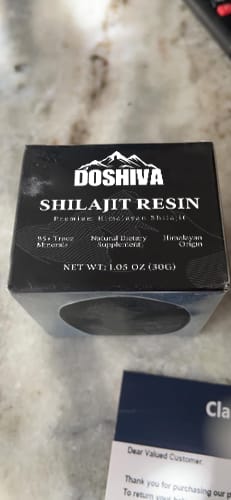 DOSHIVA
SHILAJIT RESIN
Premium Himalayan Shilajit
85+ Trace Minerals
Natural Dietary Supplement
Himalayan Origin
NET WT: 1.05 OZ (30G)
Cla
Dear Valued Customer,
Thank you for purchasing our p
To return your